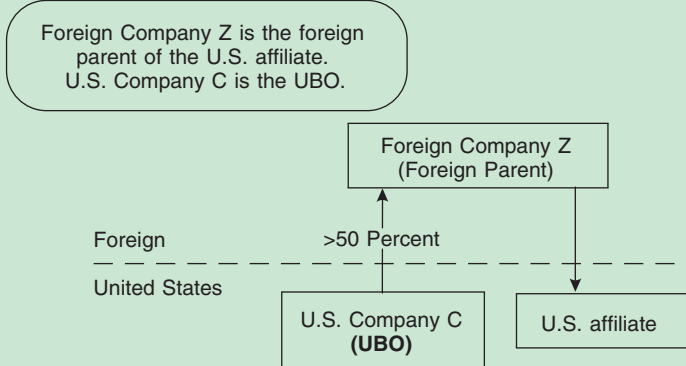 Foreign Company Z is the foreign
parent of the U.S. affiliate.
U.S. Company C is the UBO.
Foreign Company Z
(Foreign Parent)
Foreign
>50 Percent
United States
U.S. Company C
(UBO)
U.S. affiliate